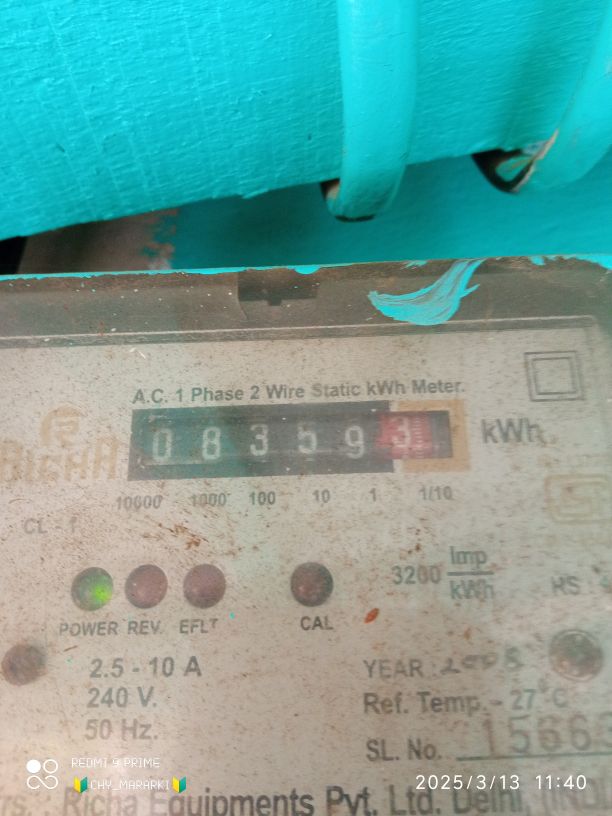 A.C. 1 Phase 2 Wire Static kWh Meter.
RICHA
0 8 3 5 9 3 kWh
10000 1000 100 10 1 1/10
CL - 1
3200 Imp/kWh
POWER REV. EFLT CAL
2.5 - 10 A
240 V.
50 Hz.
YEAR
Ref. Temp. - 27°C
SL. No.
REDMI 9 PRIME
🔰CHY_MARARKI🔰
2025/3/13 11:40
Richa Equipments Pvt. Ltd. Delhi,